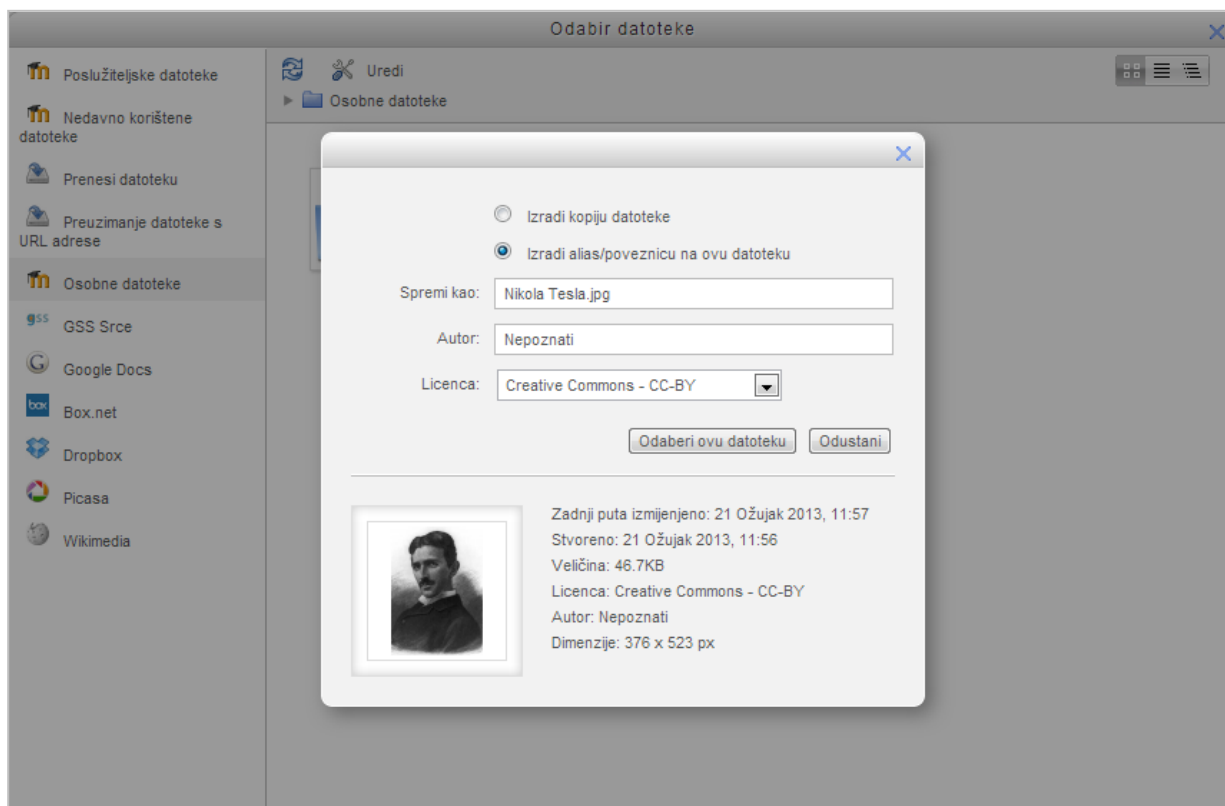 Odabir datoteke
Poslužiteljske datoteke
Nedavno korištene
datoteke
Prenesi datoteku
Preuzimanje datoteke s
URL adrese
Osobne datoteke
gss GSS Srce
G Google Docs
box Box.net
Dropbox
Picasa
Wikimedia
Uredi
Osobne datoteke
Izradi kopiju datoteke
Izradi alias/poveznicu na ovu datoteku
Spremi kao: Nikola Tesla.jpg
Autor: Nepoznati
Licenca: Creative Commons - CC-BY
Odaberi ovu datoteku Odustani
Zadnji puta izmijenjeno: 21 Ožujak 2013, 11:57
Stvoreno: 21 Ožujak 2013, 11:56
Veličina: 46.7KB
Licenca: Creative Commons - CC-BY
Autor: Nepoznati
Dimenzije: 376 x 523 px